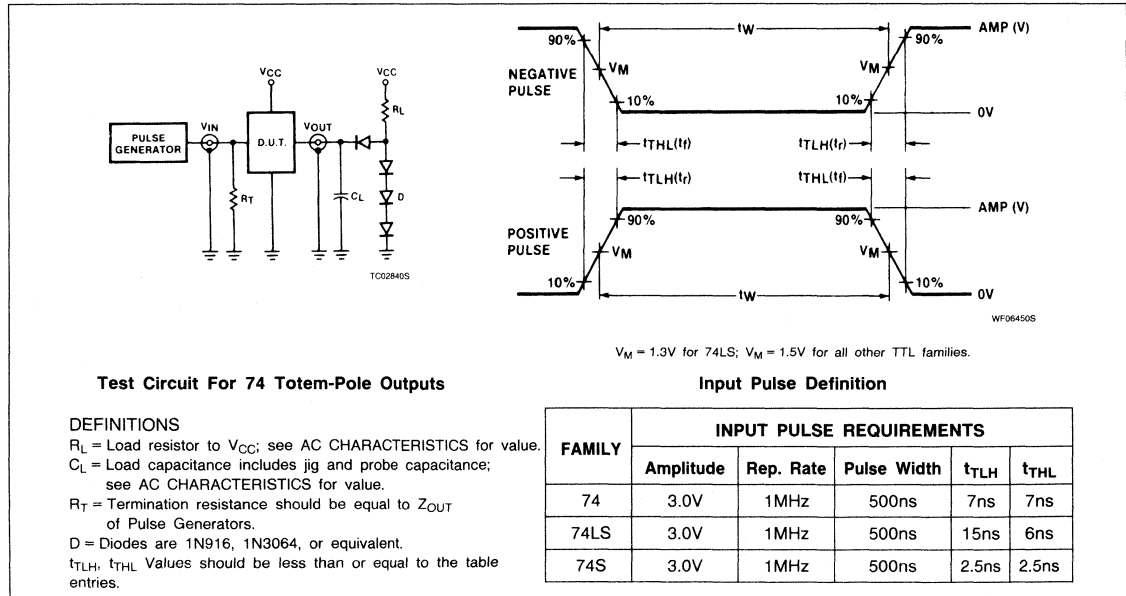 VCC
VCC
RL
PULSE
GENERATOR
VIN
D.U.T.
VOUT
RT
CL
D
TC02840S
Test Circuit For 74 Totem-Pole Outputs
DEFINITIONS
RL = Load resistor to VCC; see AC CHARACTERISTICS for value.
CL = Load capacitance includes jig and probe capacitance;
see AC CHARACTERISTICS for value.
RT = Termination resistance should be equal to ZOUT
of Pulse Generators.
D = Diodes are 1N916, 1N3064, or equivalent.
tTLH, tTHL Values should be less than or equal to the table
entries.
90%
tW
90%
AMP (V)
NEGATIVE
PULSE
VM
VM
10%
10%
0V
tTHL(tf)
tTLH(tr)
tTLH(tr)
tTHL(tf)
90%
90%
AMP (V)
POSITIVE
PULSE
VM
VM
10%
10%
tW
0V
WF06450S
VM = 1.3V for 74LS; VM = 1.5V for all other TTL families.
Input Pulse Definition
FAMILY INPUT PULSE REQUIREMENTS
Amplitude Rep. Rate Pulse Width tTLH tTHL
74 3.0V 1MHz 500ns 7ns 7ns
74LS 3.0V 1MHz 500ns 15ns 6ns
74S 3.0V 1MHz 500ns 2.5ns 2.5ns